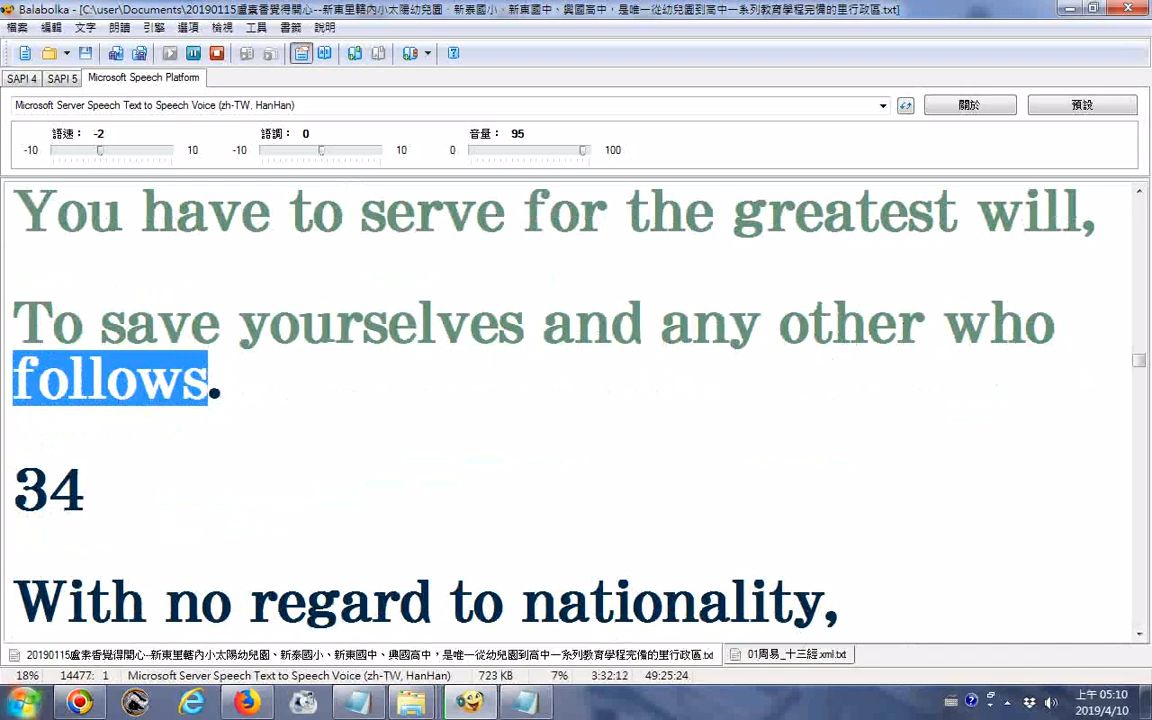 Balabolka - [C:\user\Documents\20190115盧素香覺得開心--新東里轄內小太陽幼兒園、新泰國小、新東國中、興國高中，是唯一從幼兒園到高中一系列教育學程完備的里行政區.txt]
檔案 編輯 文字 朗讀 引擎 選項 檢視 工具 書籤 說明
SAPI 4 SAPI 5 Microsoft Speech Platform
Microsoft Server Speech Text to Speech Voice (zh-TW, HanHan) 關於 預設
語速： -2 語調： 0 音量： 95
-10 10 -10 10 0 100
You have to serve for the greatest will,
To save yourselves and any other who
follows.
34
With no regard to nationality,
20190115盧素香覺得開心--新東里轄內小太陽幼兒園、新泰國小、新東國中、興國高中，是唯一從幼兒園到高中一系列教育學程完備的里行政區.txt 01周易_十三經.xml.txt
18% 14477: 1 Microsoft Server Speech Text to Speech Voice (zh-TW, HanHan) 723 KB 7% 3:32:12 49:25:24
上午 05:10
2019/4/10